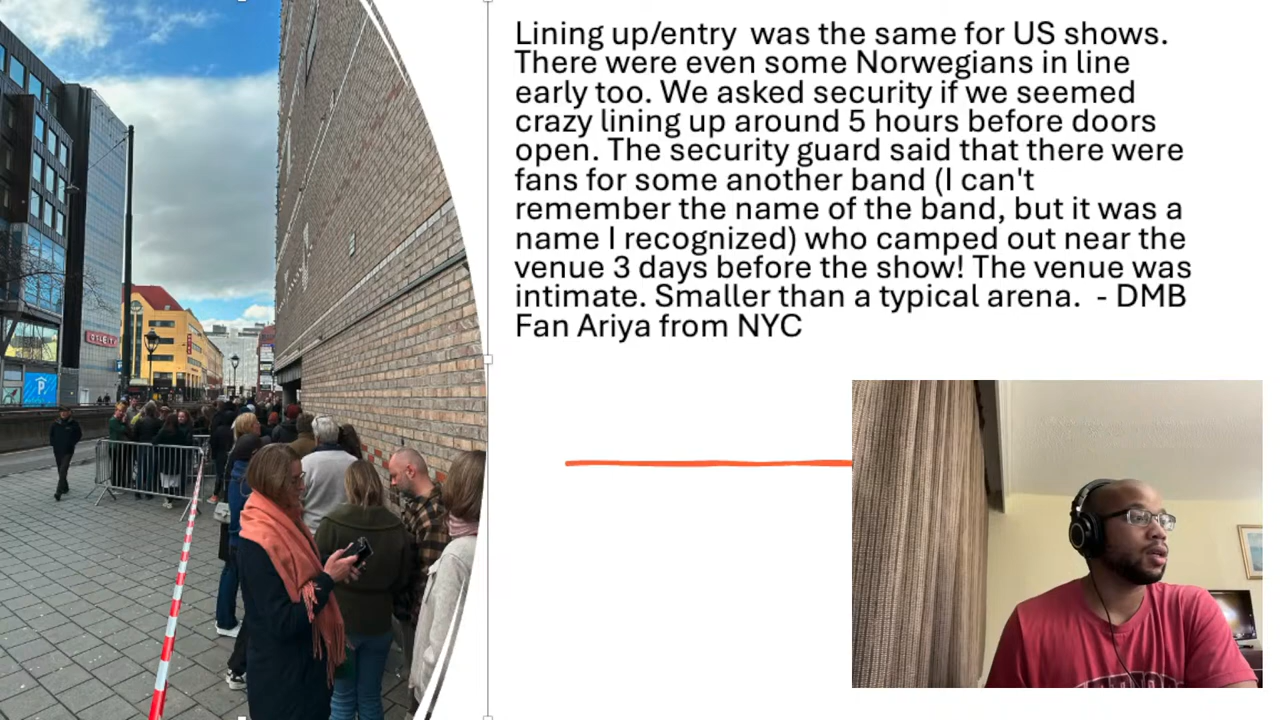 Lining up/entry  was the same for US shows.
There were even some Norwegians in line
early too. We asked security if we seemed
crazy lining up around 5 hours before doors
open. The security guard said that there were
fans for some another band (I can't
remember the name of the band, but it was a
name I recognized) who camped out near the
venue 3 days before the show! The venue was
intimate. Smaller than a typical arena.  - DMB
Fan Ariya from NYC
P